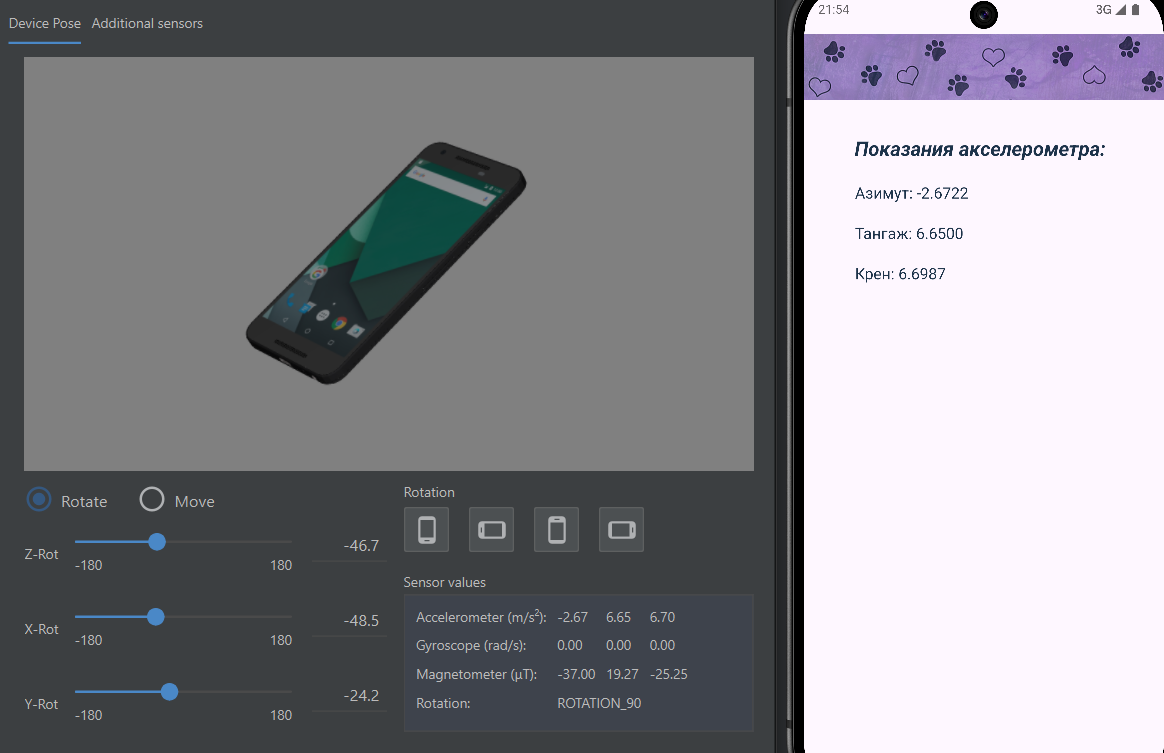 Device Pose Additional sensors
Rotate Move
Z-Rot -46.7
-180 180
X-Rot -48.5
-180 180
Y-Rot -24.2
-180 180
Rotation
Sensor values
Accelerometer (m/s²): -2.67 6.65 6.70
Gyroscope (rad/s): 0.00 0.00 0.00
Magnetometer (μT): -37.00 19.27 -25.25
Rotation: ROTATION_90
21:54 3G
Показания акселерометра:
Азимут: -2.6722
Тангаж: 6.6500
Крен: 6.6987